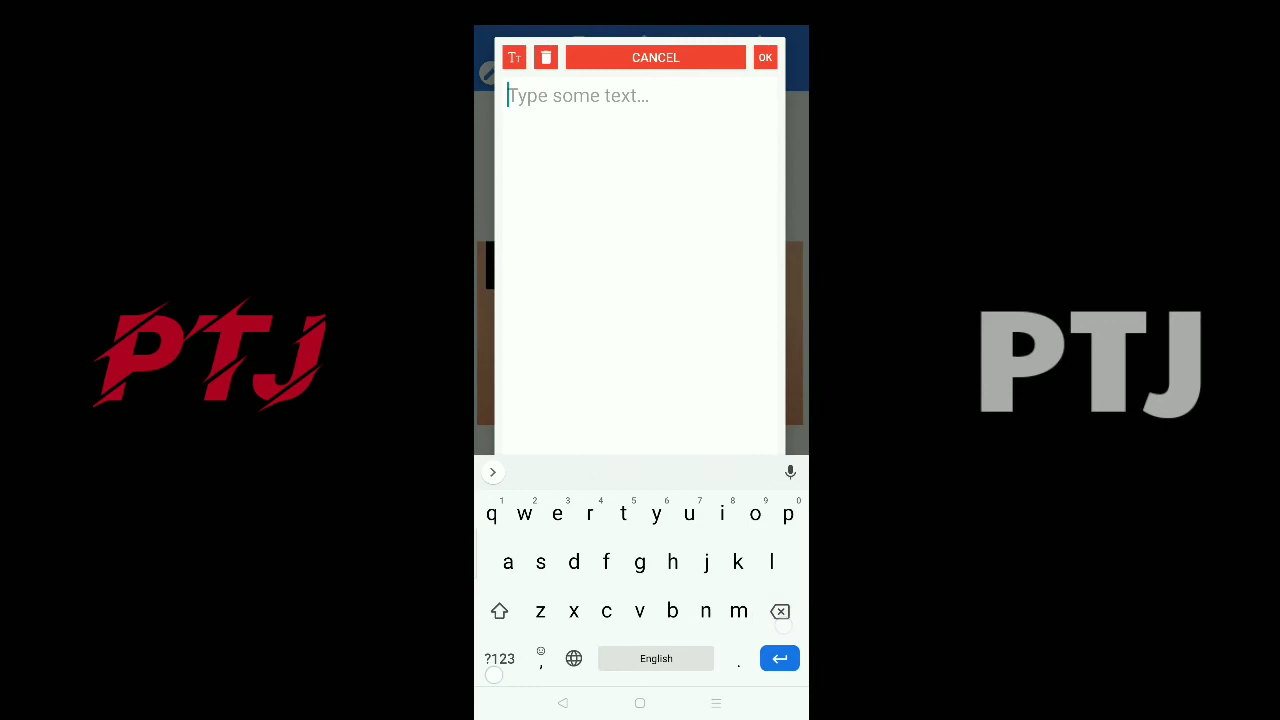 Tт CANCEL OK
Type some text...
PTJ
PTJ
1 2 3 4 5 6 7 8 9 0
q w e r t y u i o p
a s d f g h j k l
z x c v b n m
?123 , English .